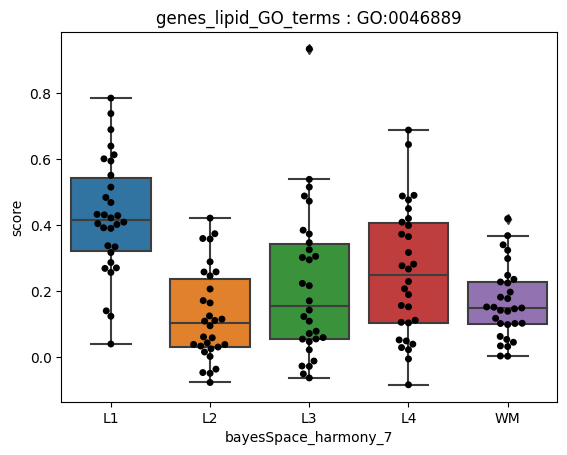 genes_lipid_GO_terms : GO:0046889
score
0.8
0.6
0.4
0.2
0.0
L1 L2 L3 L4 WM
bayesSpace_harmony_7